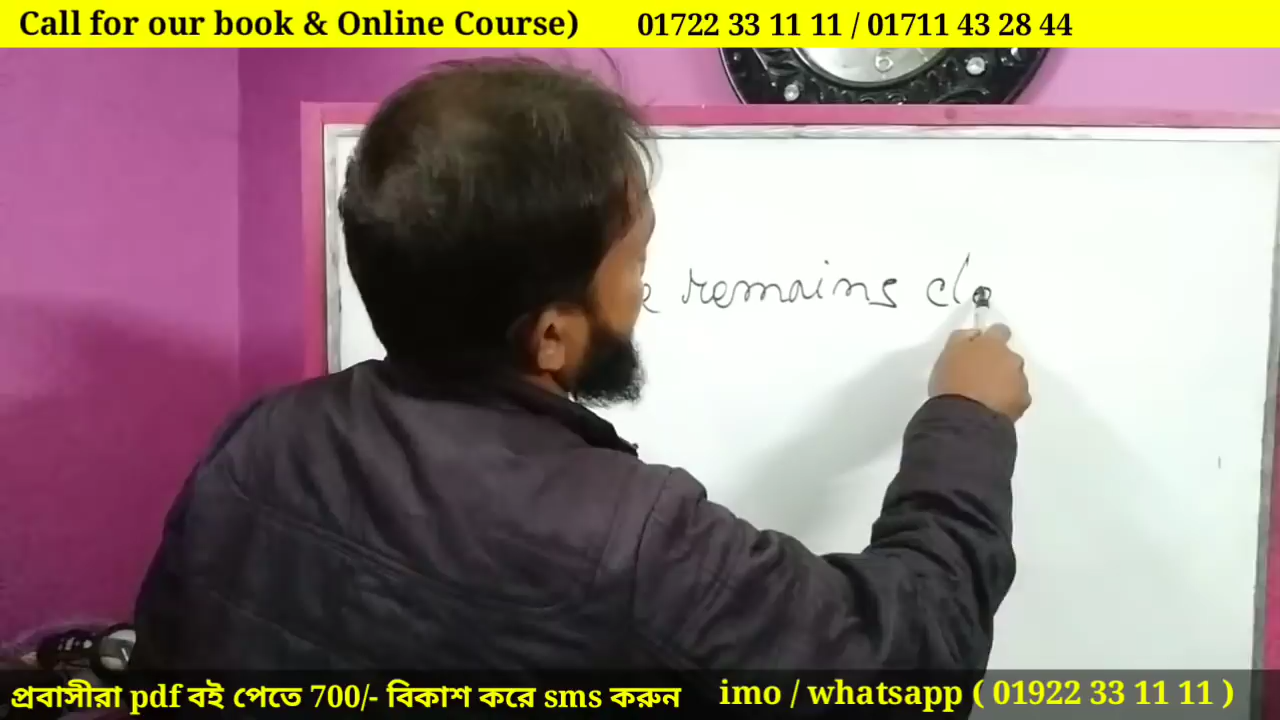 Call for our book & Online Course) 01722 33 11 11 / 01711 43 28 44
remains clo
প্রবাসীরা pdf বই পেতে 700/- বিকাশ করে sms করুন imo / whatsapp ( 01922 33 11 11 )